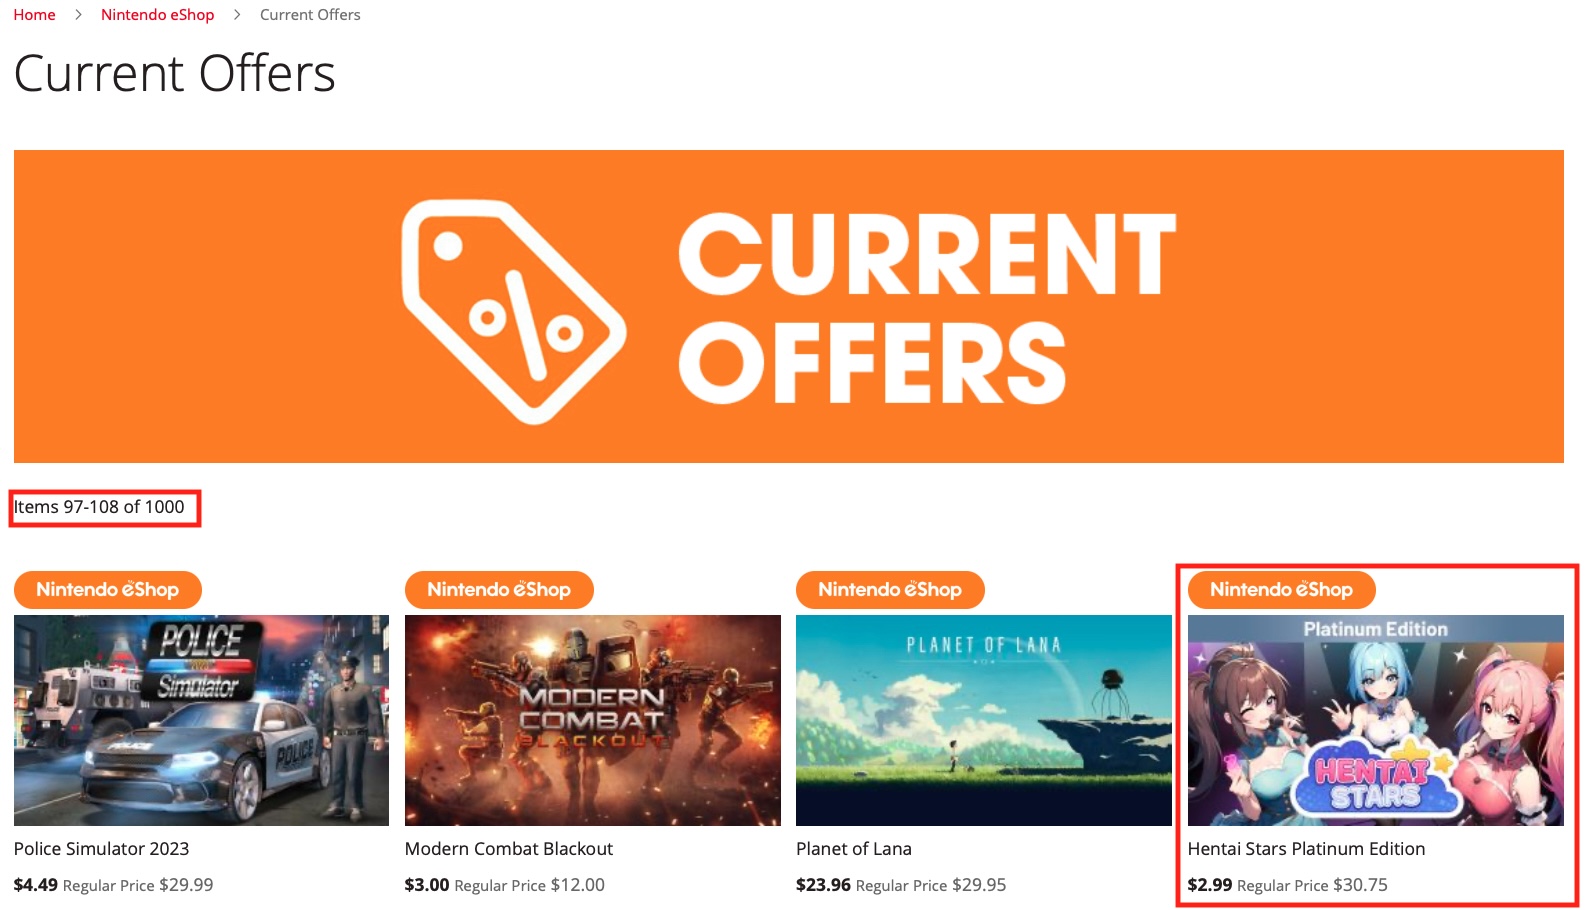 Home > Nintendo eShop > Current Offers
Current Offers
CURRENT
OFFERS
Items 97-108 of 1000
Nintendo eShop
Nintendo eShop
Nintendo eShop
Nintendo eShop
POLICE
Simulator
POLICE
POLICE
MODERN
COMBAT
BLACKOUT
PLANET OF LANA
Platinum Edition
HENTAI
STARS
Police Simulator 2023
$4.49 Regular Price $29.99
Modern Combat Blackout
$3.00 Regular Price $12.00
Planet of Lana
$23.96 Regular Price $29.95
Hentai Stars Platinum Edition
$2.99 Regular Price $30.75